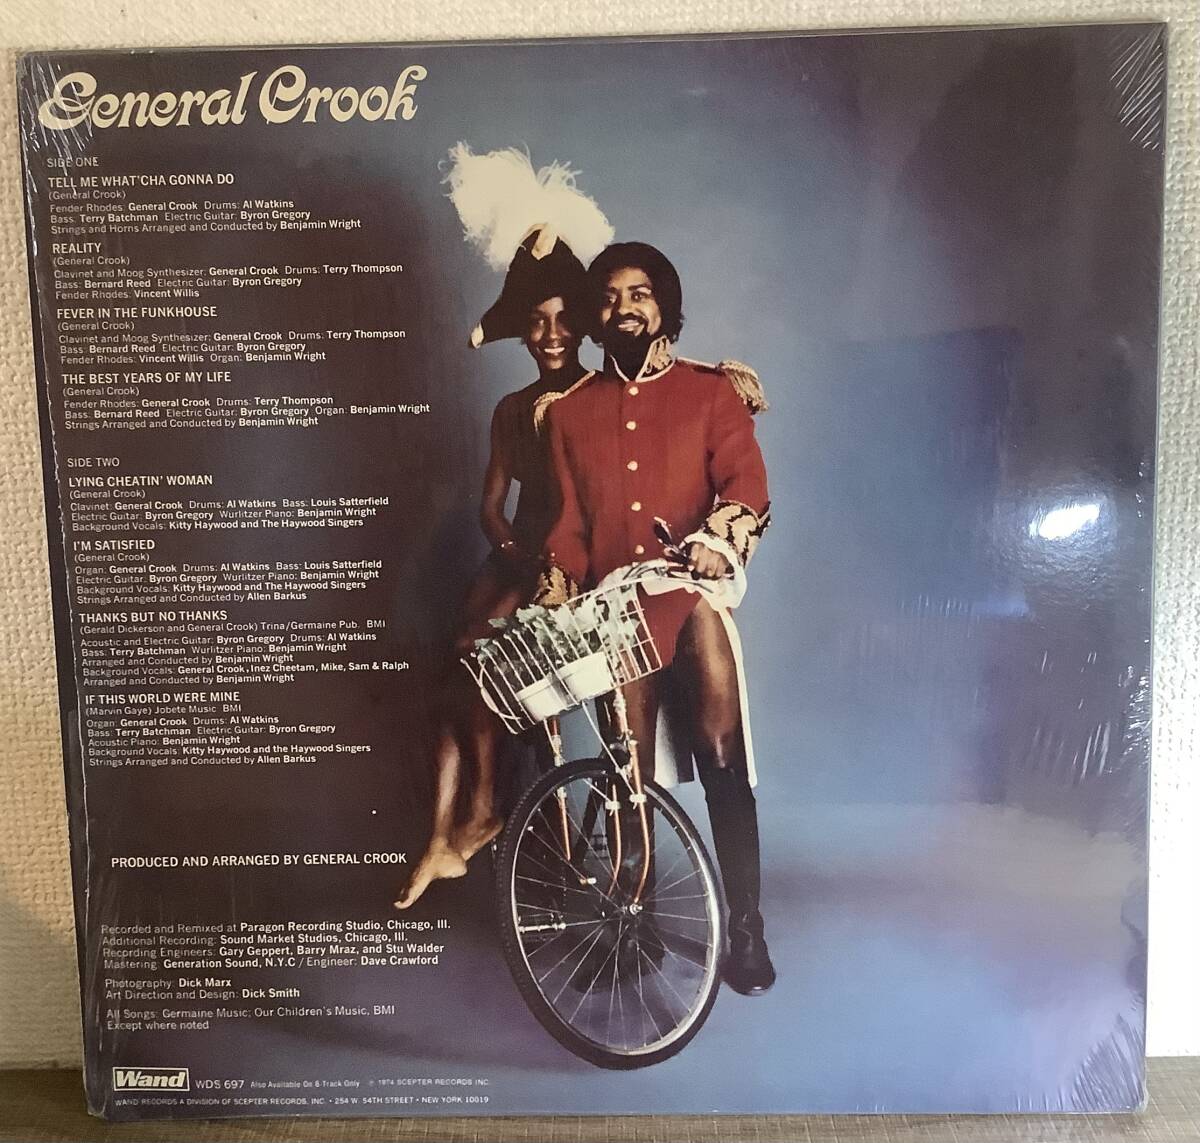 General Crook
SIDE ONE
TELL ME WHAT'CHA GONNA DO
(General Crook)
Fender Rhodes: General Crook Drums: Al Watkins
Bass: Terry Batchman Electric Guitar: Byron Gregory
Strings and Horns Arranged and Conducted by Benjamin Wright
REALITY
(General Crook)
Clavinet and Moog Synthesizer: General Crook Drums: Terry Thompson
Bass: Bernard Reed Electric Guitar: Byron Gregory
Fender Rhodes: Vincent Willis
FEVER IN THE FUNKHOUSE
(General Crook)
Clavinet and Moog Synthesizer: General Crook Drums: Terry Thompson
Bass: Bernard Reed Electric Guitar: Byron Gregory
Fender Rhodes: Vincent Willis Organ: Benjamin Wright
THE BEST YEARS OF MY LIFE
(General Crook)
Fender Rhodes: General Crook Drums: Terry Thompson
Bass: Bernard Reed Electric Guitar: Byron Gregory Organ: Benjamin Wright
Strings Arranged and Conducted by Benjamin Wright
SIDE TWO
LYING CHEATIN' WOMAN
(General Crook)
Clavinet: General Crook Drums: Al Watkins Bass: Louis Satterfield
Electric Guitar: Byron Gregory Wurlitzer Piano: Benjamin Wright
Background Vocals: Kitty Haywood and The Haywood Singers
I'M SATISFIED
(General Crook)
Organ: General Crook Drums: Al Watkins Bass: Louis Satterfield
Electric Guitar: Byron Gregory Wurlitzer Piano: Benjamin Wright
Background Vocals: Kitty Haywood and The Haywood Singers
Strings Arranged and Conducted by Allen Barkus
THANKS BUT NO THANKS
(Gerald Dickerson and General Crook) Trina/Germaine Pub. BMI
Acoustic and Electric Guitar: Byron Gregory Drums: Al Watkins
Bass: Terry Batchman Wurlitzer Piano: Benjamin Wright
Arranged and Conducted by Benjamin Wright
Background Vocals: General Crook, Inez Cheetam, Mike, Sam & Ralph
Arranged and Conducted by Benjamin Wright
IF THIS WORLD WERE MINE
(Marvin Gaye) Jobete Music BMI
Organ: General Crook Drums: Al Watkins
Bass: Terry Batchman Electric Guitar: Byron Gregory
Acoustic Piano: Benjamin Wright
Background Vocals: Kitty Haywood and the Haywood Singers
Strings Arranged and Conducted by Allen Barkus
PRODUCED AND ARRANGED BY GENERAL CROOK
Recorded and Remixed at Paragon Recording Studio, Chicago, Ill.
Additional Recording: Sound Market Studios, Chicago, Ill.
Recording Engineers: Gary Geppert, Barry Mraz, and Stu Walder
Mastering: Generation Sound, N.Y.C / Engineer: Dave Crawford
Photography: Dick Marx
Art Direction and Design: Dick Smith
All Songs: Germaine Music; Our Children's Music, BMI
Except where noted
Wand WDS 697 Also Available On 8-Track Only ℗ 1974 SCEPTER RECORDS INC.
WAND RECORDS A DIVISION OF SCEPTER RECORDS, INC. • 254 W. 54TH STREET • NEW YORK 10019